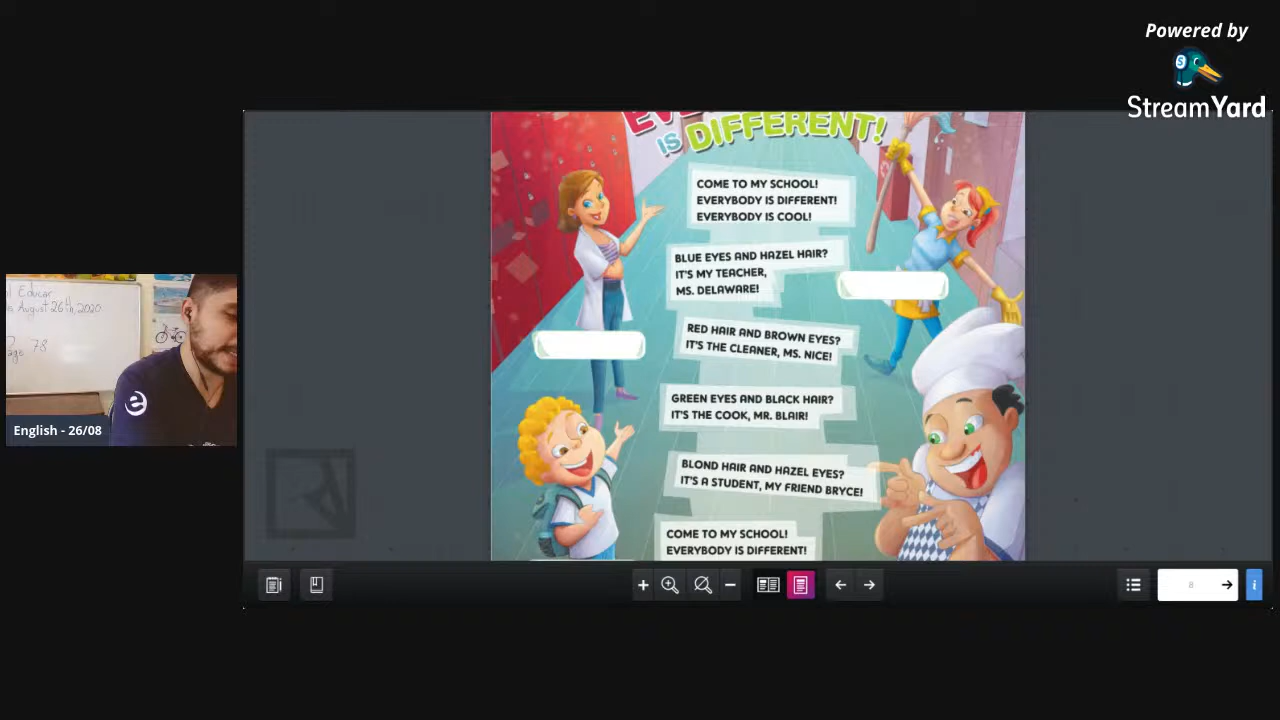 Powered by
StreamYard
IS DIFFERENT!
COME TO MY SCHOOL!
EVERYBODY IS DIFFERENT!
EVERYBODY IS COOL!
BLUE EYES AND HAZEL HAIR?
IT'S MY TEACHER,
MS. DELAWARE!
RED HAIR AND BROWN EYES?
IT'S THE CLEANER, MS. NICE!
GREEN EYES AND BLACK HAIR?
IT'S THE COOK, MR. BLAIR!
BLOND HAIR AND HAZEL EYES?
IT'S A STUDENT, MY FRIEND BRYCE!
COME TO MY SCHOOL!
EVERYBODY IS DIFFERENT!
Educar
August 26th 2020
78
English - 26/08
8